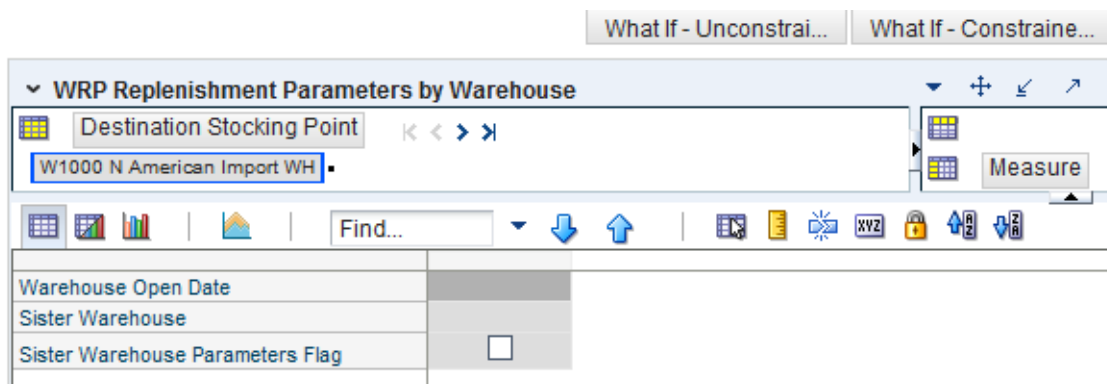 What If - Unconstrai... What If - Constraine...
WRP Replenishment Parameters by Warehouse
Destination Stocking Point
W1000 N American Import WH
Measure
Find...
XYZ
A Z
Z A
Warehouse Open Date
Sister Warehouse
Sister Warehouse Parameters Flag